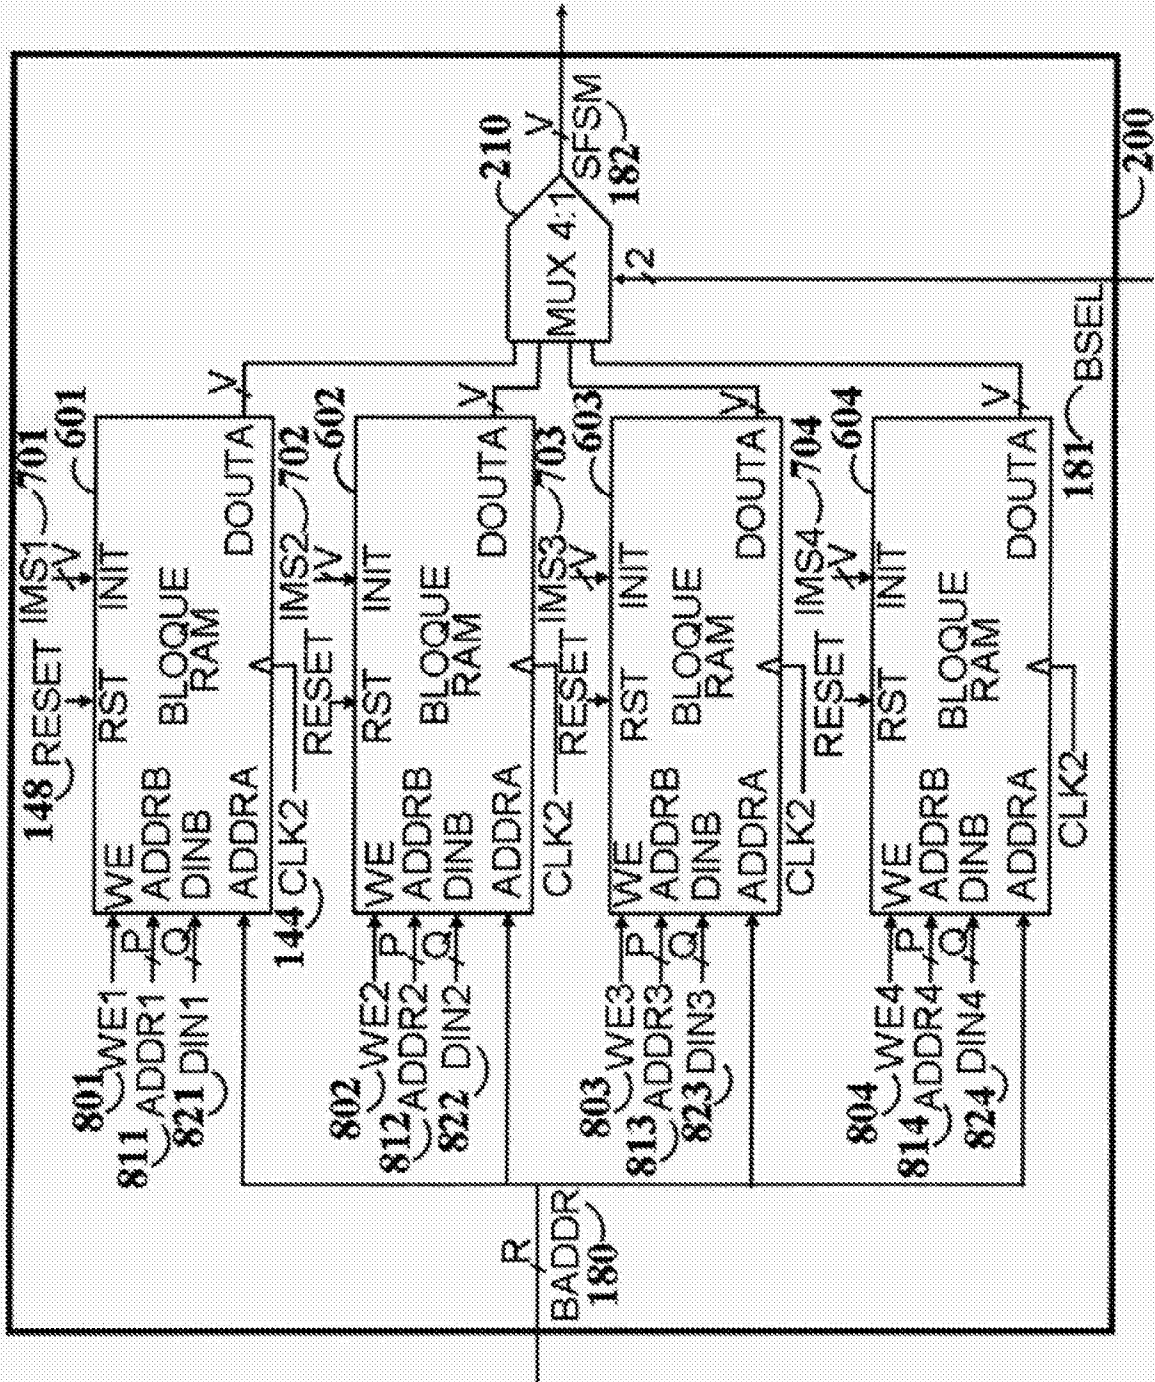 148
RESET
IMS1
701
V
601
RST
INIT
WE
ADDRB
DINB
ADDRA
BLOQUE
RAM
DOUTA
V
801
WE1
811
ADDR1
P
821
DIN1
Q
144
CLK2
RESET
IMS2
702
V
602
RST
INIT
WE
ADDRB
DINB
ADDRA
BLOQUE
RAM
DOUTA
V
802
WE2
812
ADDR2
P
822
DIN2
Q
CLK2
RESET
IMS3
703
V
603
RST
INIT
WE
ADDRB
DINB
ADDRA
BLOQUE
RAM
DOUTA
V
803
WE3
813
ADDR3
P
823
DIN3
Q
CLK2
RESET
IMS4
704
V
604
RST
INIT
WE
ADDRB
DINB
ADDRA
BLOQUE
RAM
DOUTA
V
804
WE4
814
ADDR4
P
824
DIN4
Q
CLK2
R
BADDR
180
210
MUX 4:1
2
V
SFSM
182
181
BSEL
200